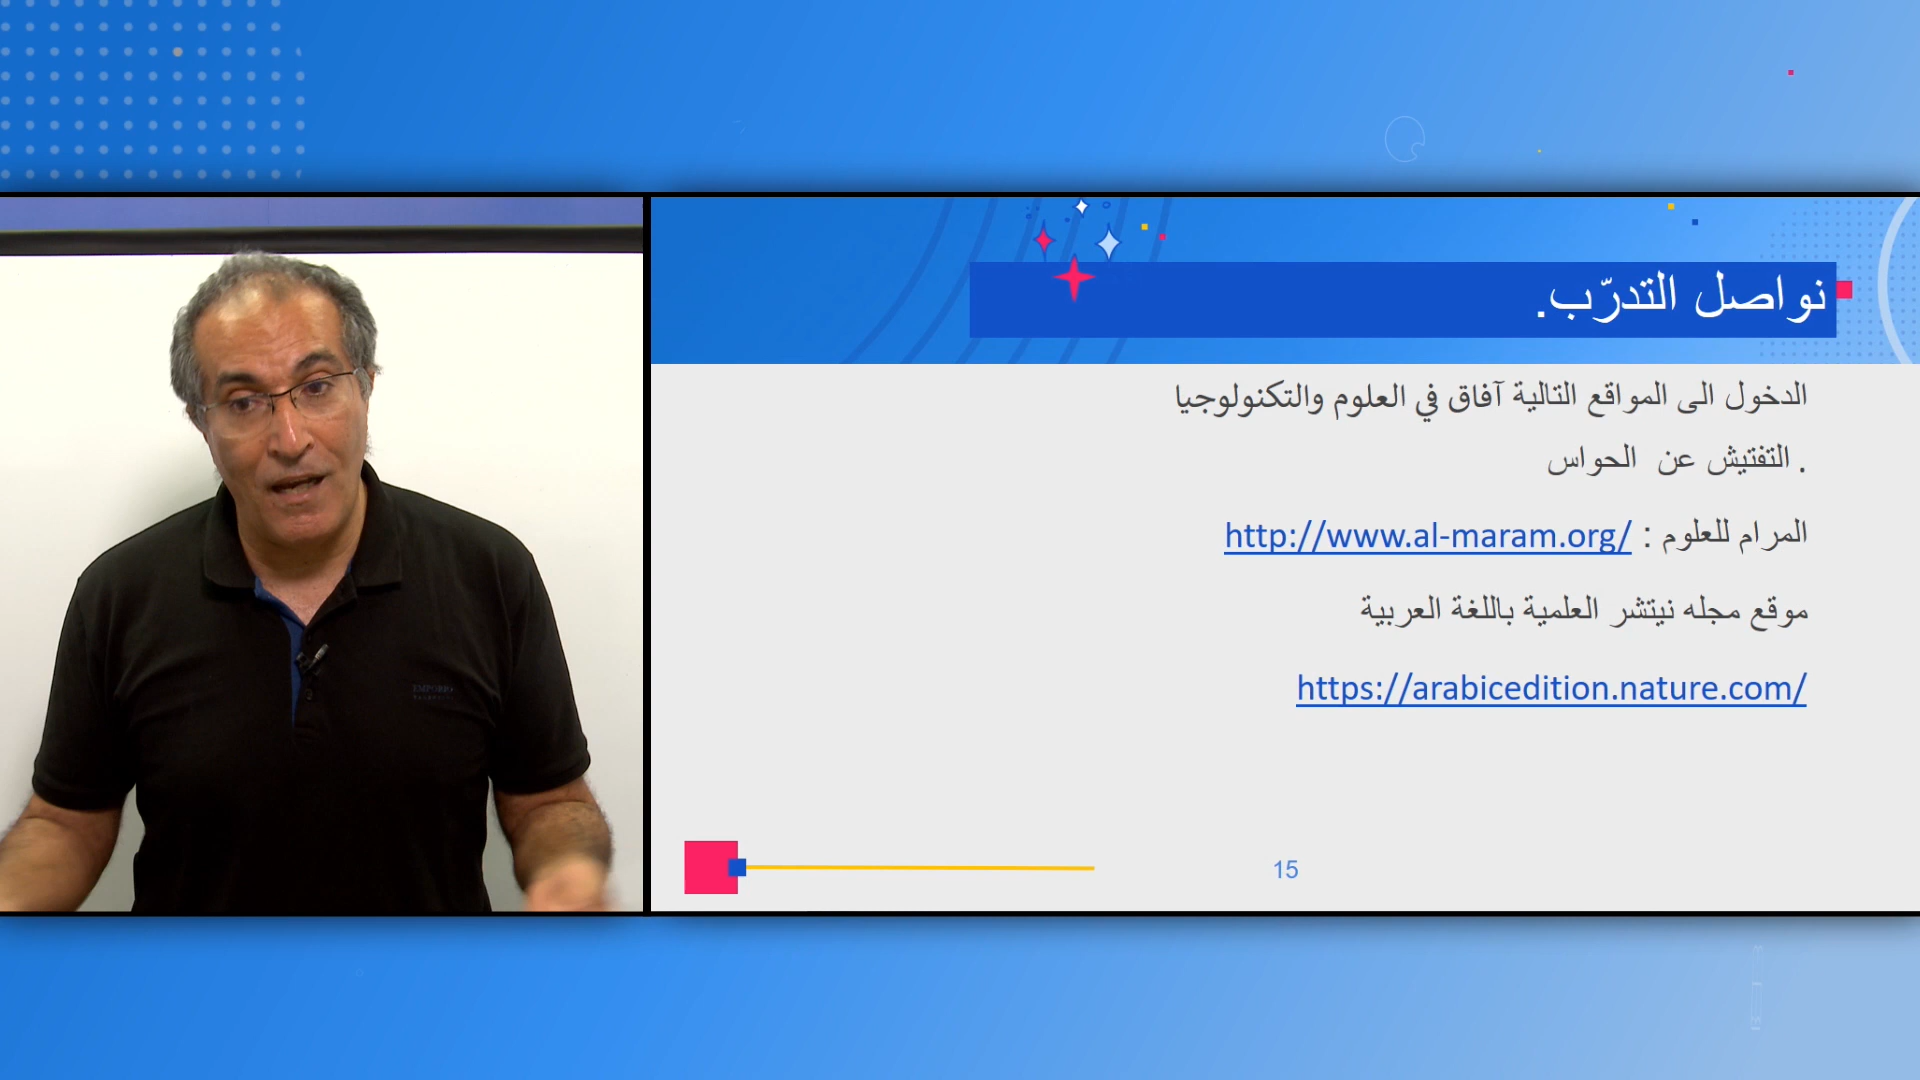 نواصل التدرّب.
الدخول الى المواقع التالية آفاق في العلوم والتكنولوجيا
. التفتيش عن الحواس
المرام للعلوم : http://www.al-maram.org/
موقع مجله نيتشر العلمية باللغة العربية
https://arabicedition.nature.com/
15
EMPORIO